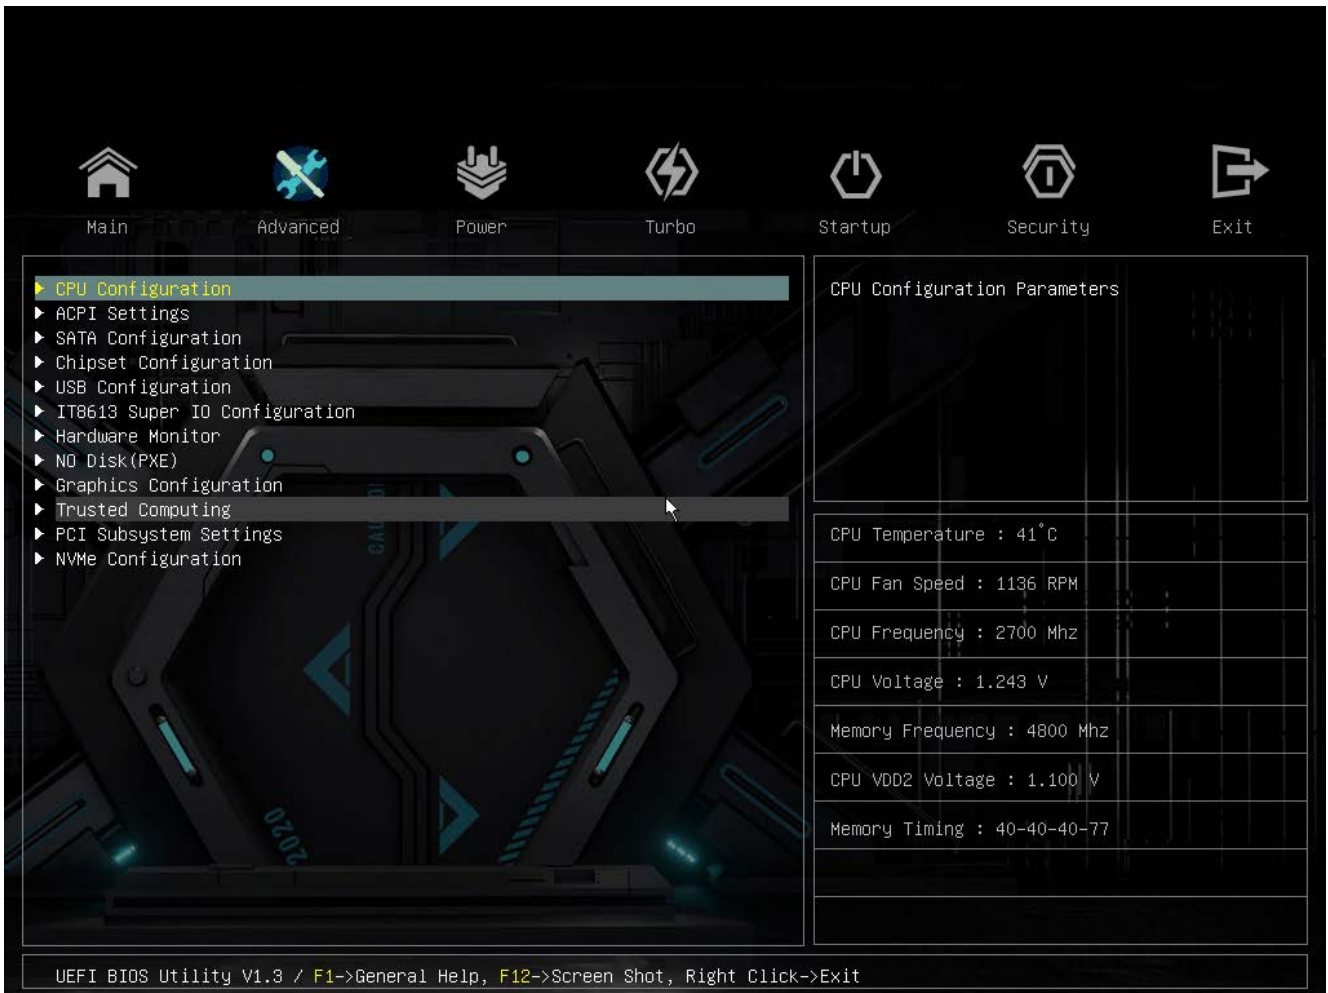 Main Advanced Power Turbo Startup Security Exit
CPU Configuration
ACPI Settings
SATA Configuration
Chipset Configuration
USB Configuration
IT8613 Super IO Configuration
Hardware Monitor
NO Disk(PXE)
Graphics Configuration
Trusted Computing
PCI Subsystem Settings
NVMe Configuration
CPU Configuration Parameters
CPU Temperature : 41°C
CPU Fan Speed : 1136 RPM
CPU Frequency : 2700 Mhz
CPU Voltage : 1.243 V
Memory Frequency : 4800 Mhz
CPU VDD2 Voltage : 1.100 V
Memory Timing : 40-40-40-77
2020
UEFI BIOS Utility V1.3 / F1->General Help, F12->Screen Shot, Right Click->Exit